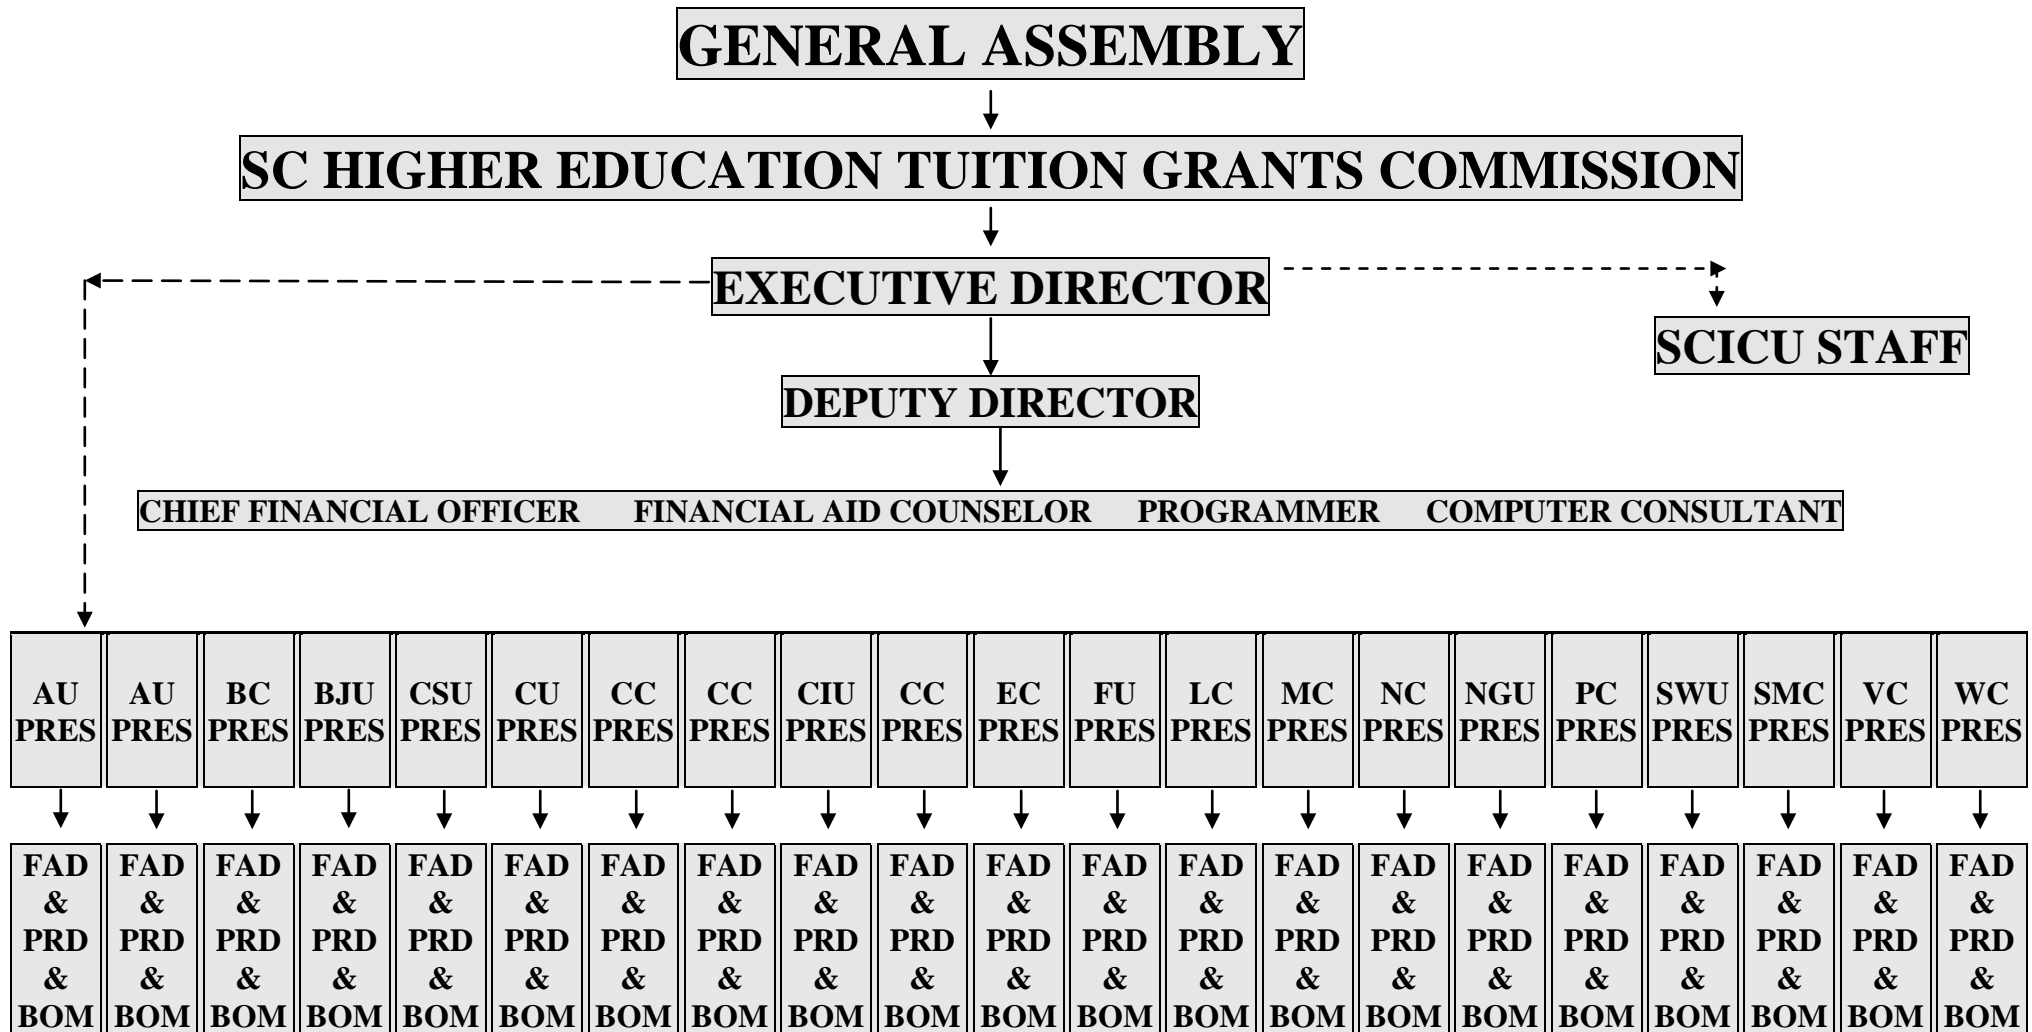 GENERAL ASSEMBLY
SC HIGHER EDUCATION TUITION GRANTS COMMISSION
EXECUTIVE DIRECTOR
SCICU STAFF
DEPUTY DIRECTOR
CHIEF FINANCIAL OFFICER FINANCIAL AID COUNSELOR PROGRAMMER COMPUTER CONSULTANT
AU AU BC BJU CSU CU CC CC CIU CC EC FU LC MC NC NGU PC SWU SMC VC WC
PRES PRES PRES PRES PRES PRES PRES PRES PRES PRES PRES PRES PRES PRES PRES PRES PRES PRES PRES PRES PRES
FAD FAD FAD FAD FAD FAD FAD FAD FAD FAD FAD FAD FAD FAD FAD FAD FAD FAD FAD FAD FAD
& & & & & & & & & & & & & & & & & & & & &
PRD PRD PRD PRD PRD PRD PRD PRD PRD PRD PRD PRD PRD PRD PRD PRD PRD PRD PRD PRD PRD
& & & & & & & & & & & & & & & & & & & & &
BOM BOM BOM BOM BOM BOM BOM BOM BOM BOM BOM BOM BOM BOM BOM BOM BOM BOM BOM BOM BOM